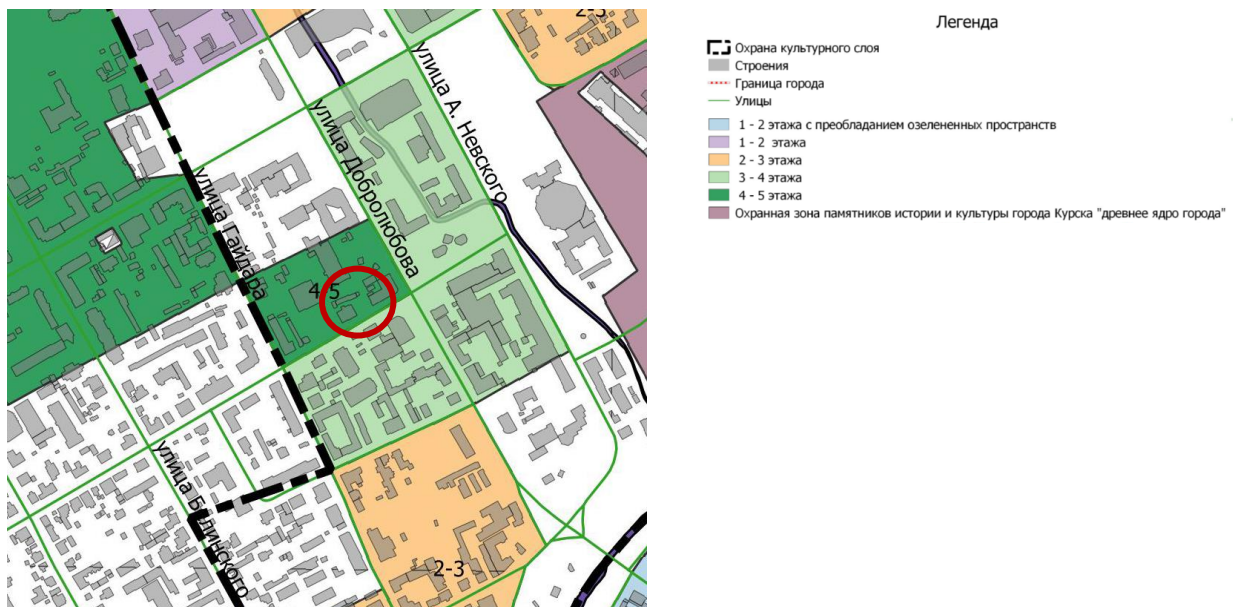 2-3
улица А. Невского
улица Добролюбова
улица Гайдара
4-5
улица Белинского
2-3
Легенда
Охрана культурного слоя
Строения
Граница города
Улицы
1 - 2 этажа с преобладанием озелененных пространств
1 - 2 этажа
2 - 3 этажа
3 - 4 этажа
4 - 5 этажа
Охранная зона памятников истории и культуры города Курска "древнее ядро города"